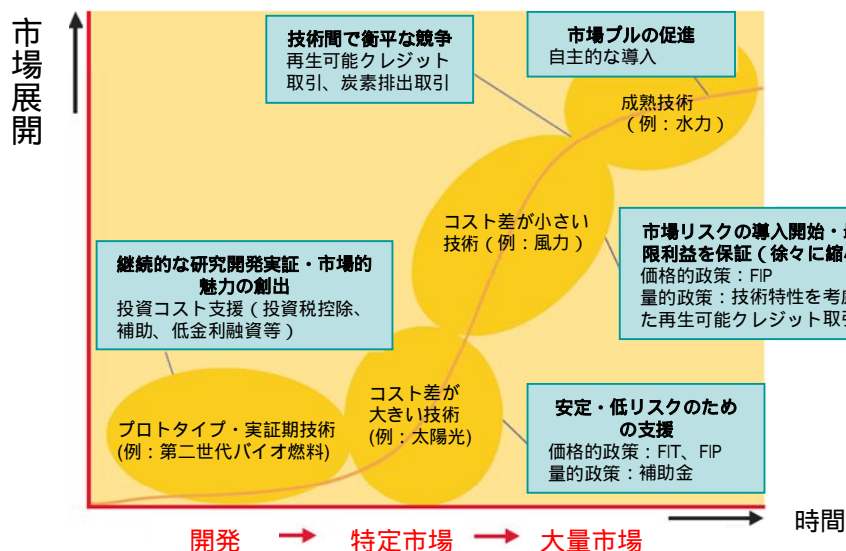 市場展開
技術間で衡平な競争
再生可能クレジット
取引、炭素排出取引
市場プルの促進
自主的な導入
成熟技術
（例：水力）
コスト差が小さい
技術（例：風力）
市場リスクの導入開始・
限利益を保証（徐々に縮
価格的政策：FIP
量的政策：技術特性を考慮
た再生可能クレジット取引
継続的な研究開発実証・市場的
魅力の創出
投資コスト支援（投資税控除、
補助、低金利融資等）
プロトタイプ・実証期技術
(例：第二世代バイオ燃料)
コスト差が
大きい技術
(例：太陽光)
安定・低リスクのため
の支援
価格的政策：FIT、FIP
量的政策：補助金
時間
開発 → 特定市場 → 大量市場